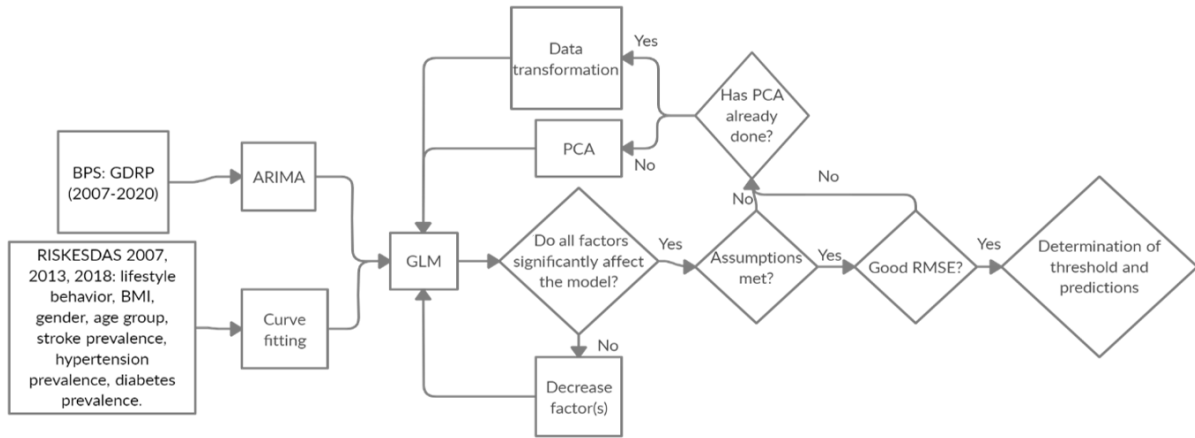 BPS: GDRP
(2007-2020)
ARIMA
RISKESDAS 2007,
2013, 2018: lifestyle
behavior, BMI,
gender, age group,
stroke prevalence,
hypertension
prevalence, diabetes
prevalence.
Curve
fitting
GLM
Data
transformation
Yes
PCA
No
Has PCA
already
done?
Do all factors
significantly affect
the model?
Yes
No
Decrease
factor(s)
Assumptions
met?
No
Yes
Good RMSE?
No
Yes
Determination of
threshold and
predictions